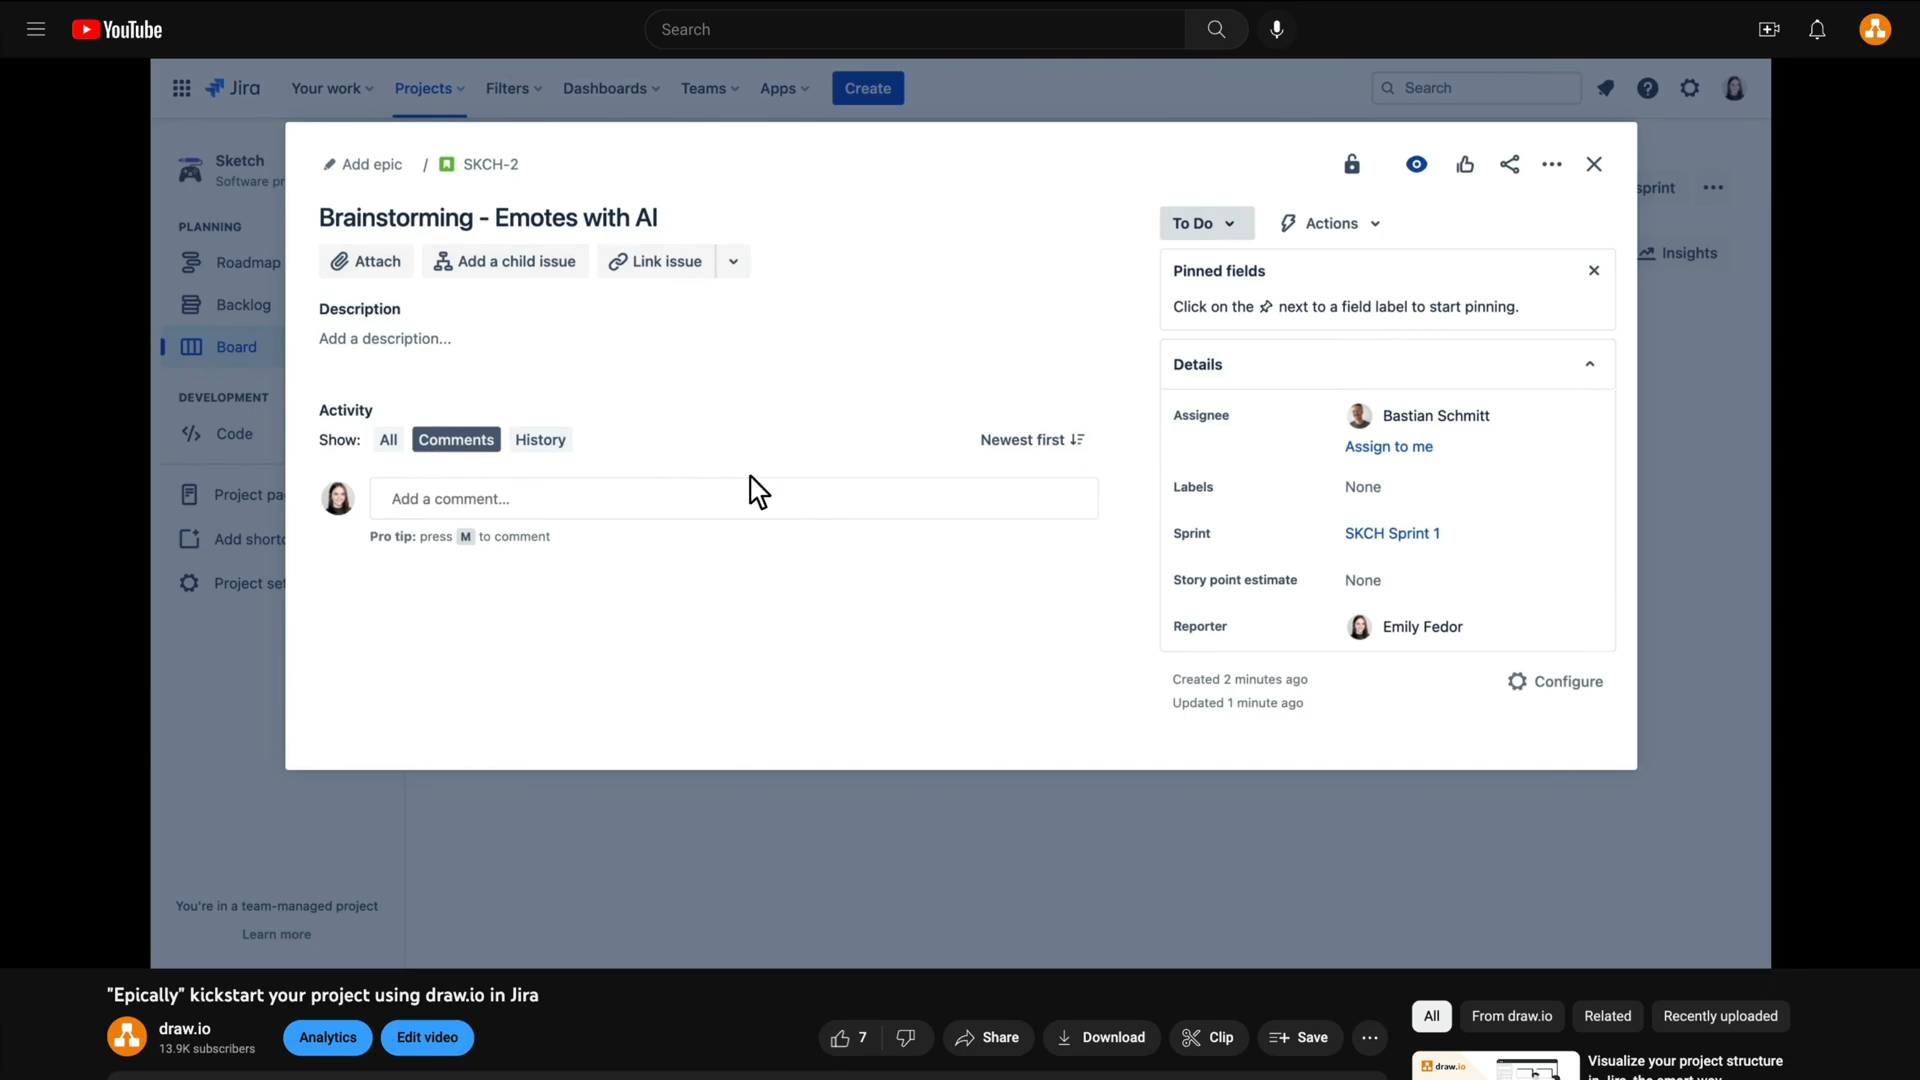 YouTube
Search
Jira
Your work
Projects
Filters
Dashboards
Teams
Apps
Create
Search
Sketch
Software pr
PLANNING
Roadmap
Backlog
Board
DEVELOPMENT
Code
Project pa
Add shortc
Project set
You're in a team-managed project
Learn more
Add epic / SKCH-2
Brainstorming - Emotes with AI
Attach
Add a child issue
Link issue
Description
Add a description...
Activity
Show: All Comments History
Newest first
Add a comment...
Pro tip: press M to comment
To Do
Actions
Pinned fields
Click on the next to a field label to start pinning.
Details
Assignee
Bastian Schmitt
Assign to me
Labels
None
Sprint
SKCH Sprint 1
Story point estimate
None
Reporter
Emily Fedor
Created 2 minutes ago
Updated 1 minute ago
Configure
sprint
Insights
"Epically" kickstart your project using draw.io in Jira
draw.io
13.9K subscribers
Analytics
Edit video
7
Share
Download
Clip
Save
All
From draw.io
Related
Recently uploaded
draw.io
Visualize your project structure